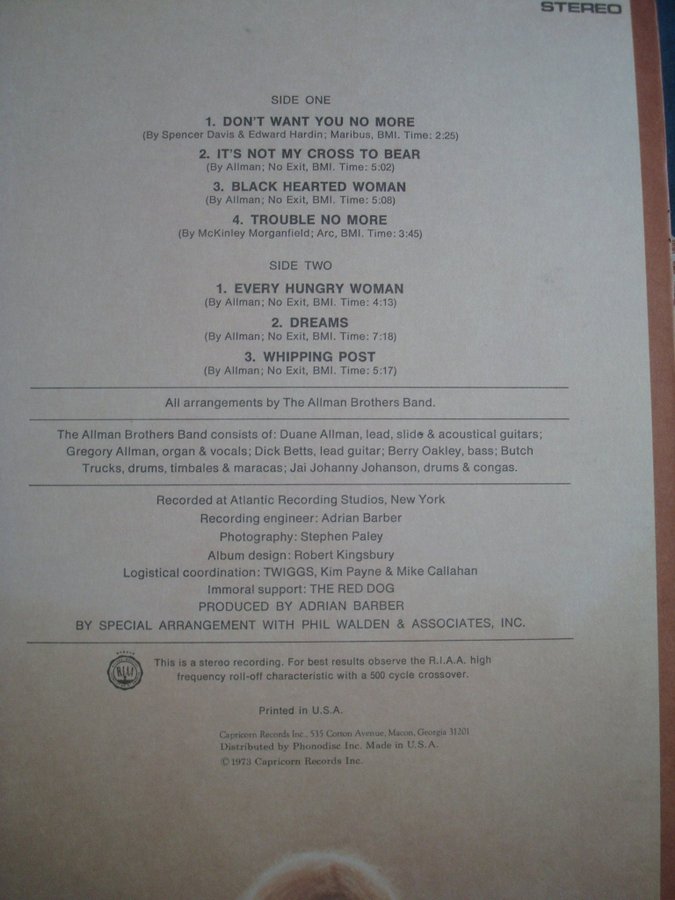 STEREO
SIDE ONE
1. DON'T WANT YOU NO MORE
(By Spencer Davis & Edward Hardin; Maribus, BMI. Time: 2:25)
2. IT'S NOT MY CROSS TO BEAR
(By Allman; No Exit, BMI. Time: 5:02)
3. BLACK HEARTED WOMAN
(By Allman; No Exit, BMI. Time: 5:08)
4. TROUBLE NO MORE
(By McKinley Morganfield; Arc, BMI. Time: 3:45)
SIDE TWO
1. EVERY HUNGRY WOMAN
(By Allman; No Exit, BMI. Time: 4:13)
2. DREAMS
(By Allman; No Exit, BMI. Time: 7:18)
3. WHIPPING POST
(By Allman; No Exit, BMI. Time: 5:17)
All arrangements by The Allman Brothers Band.
The Allman Brothers Band consists of: Duane Allman, lead, slide & acoustical guitars;
Gregory Allman, organ & vocals; Dick Betts, lead guitar; Berry Oakley, bass; Butch
Trucks, drums, timbales & maracas; Jai Johanny Johanson, drums & congas.
Recorded at Atlantic Recording Studios, New York
Recording engineer: Adrian Barber
Photography: Stephen Paley
Album design: Robert Kingsbury
Logistical coordination: TWIGGS, Kim Payne & Mike Callahan
Immoral support: THE RED DOG
PRODUCED BY ADRIAN BARBER
BY SPECIAL ARRANGEMENT WITH PHIL WALDEN & ASSOCIATES, INC.
This is a stereo recording. For best results observe the R.I.A.A. high
frequency roll-off characteristic with a 500 cycle crossover.
Printed in U.S.A.
Capricorn Records Inc., 535 Cotton Avenue, Macon, Georgia 31201
Distributed by Phonodisc Inc. Made in U.S.A.
©1973 Capricorn Records Inc.